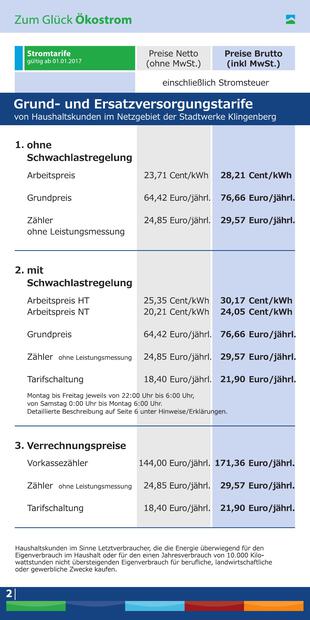 Zum Glück Ökostrom
Stromtarife
gültig ab 01.01.2017
Preise Netto
(ohne MwSt.)
Preise Brutto
(inkl MwSt.)
einschließlich Stromsteuer
Grund- und Ersatzversorgungstarife
von Haushaltskunden im Netzgebiet der Stadtwerke Klingenberg
1. ohne
Schwachlastregelung
Arbeitspreis 23,71 Cent/kWh 28,21 Cent/kWh
Grundpreis 64,42 Euro/jährl. 76,66 Euro/jährl.
Zähler 24,85 Euro/jährl. 29,57 Euro/jährl.
ohne Leistungsmessung
2. mit
Schwachlastregelung
Arbeitspreis HT 25,35 Cent/kWh 30,17 Cent/kWh
Arbeitspreis NT 20,21 Cent/kWh 24,05 Cent/kWh
Grundpreis 64,42 Euro/jährl. 76,66 Euro/jährl.
Zähler ohne Leistungsmessung 24,85 Euro/jährl. 29,57 Euro/jährl.
Tarifschaltung 18,40 Euro/jährl. 21,90 Euro/jährl.
Montag bis Freitag jeweils von 22:00 Uhr bis 6:00 Uhr,
von Samstag 0:00 Uhr bis Montag 6:00 Uhr.
Detaillierte Beschreibung auf Seite 6 unter Hinweise/Erklärungen.
3. Verrechnungspreise
Vorkassezähler 144,00 Euro/jährl. 171,36 Euro/jährl.
Zähler ohne Leistungsmessung 24,85 Euro/jährl. 29,57 Euro/jährl.
Tarifschaltung 18,40 Euro/jährl. 21,90 Euro/jährl.
Haushaltskunden im Sinne Letztverbraucher, die die Energie überwiegend für den
Eigenverbrauch im Haushalt oder für den einen Jahresverbrauch von 10.000 Kilo-
wattstunden nicht übersteigenden Eigenverbrauch für berufliche, landwirtschaftliche
oder gewerbliche Zwecke kaufen.
2